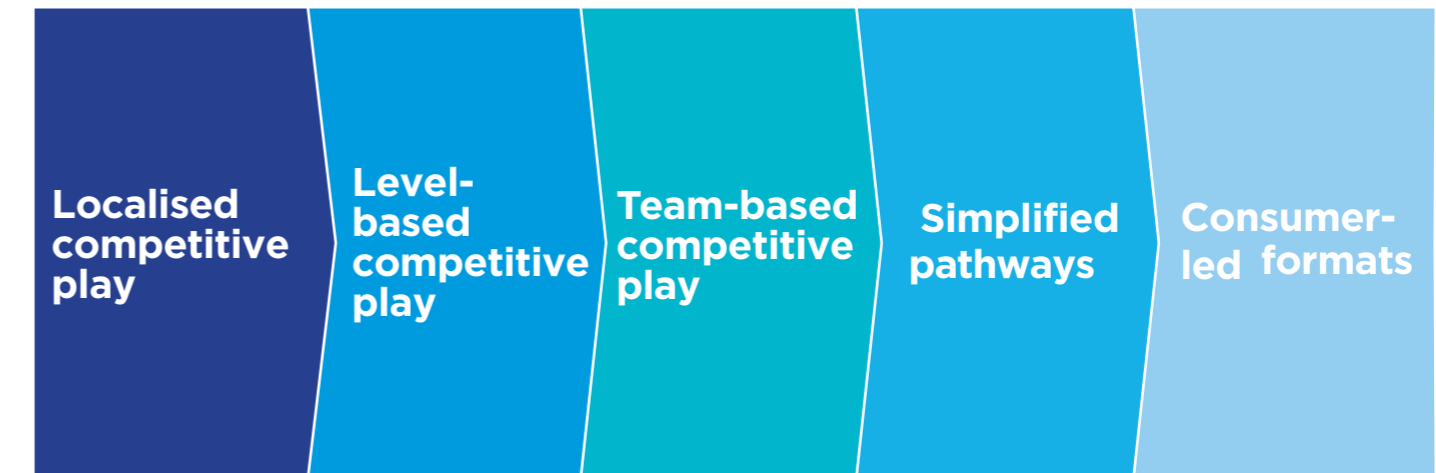 Localised
competitive
play
Level-
based
competitive
play
Team-based
competitive
play
Simplified
pathways
Consumer-
led formats